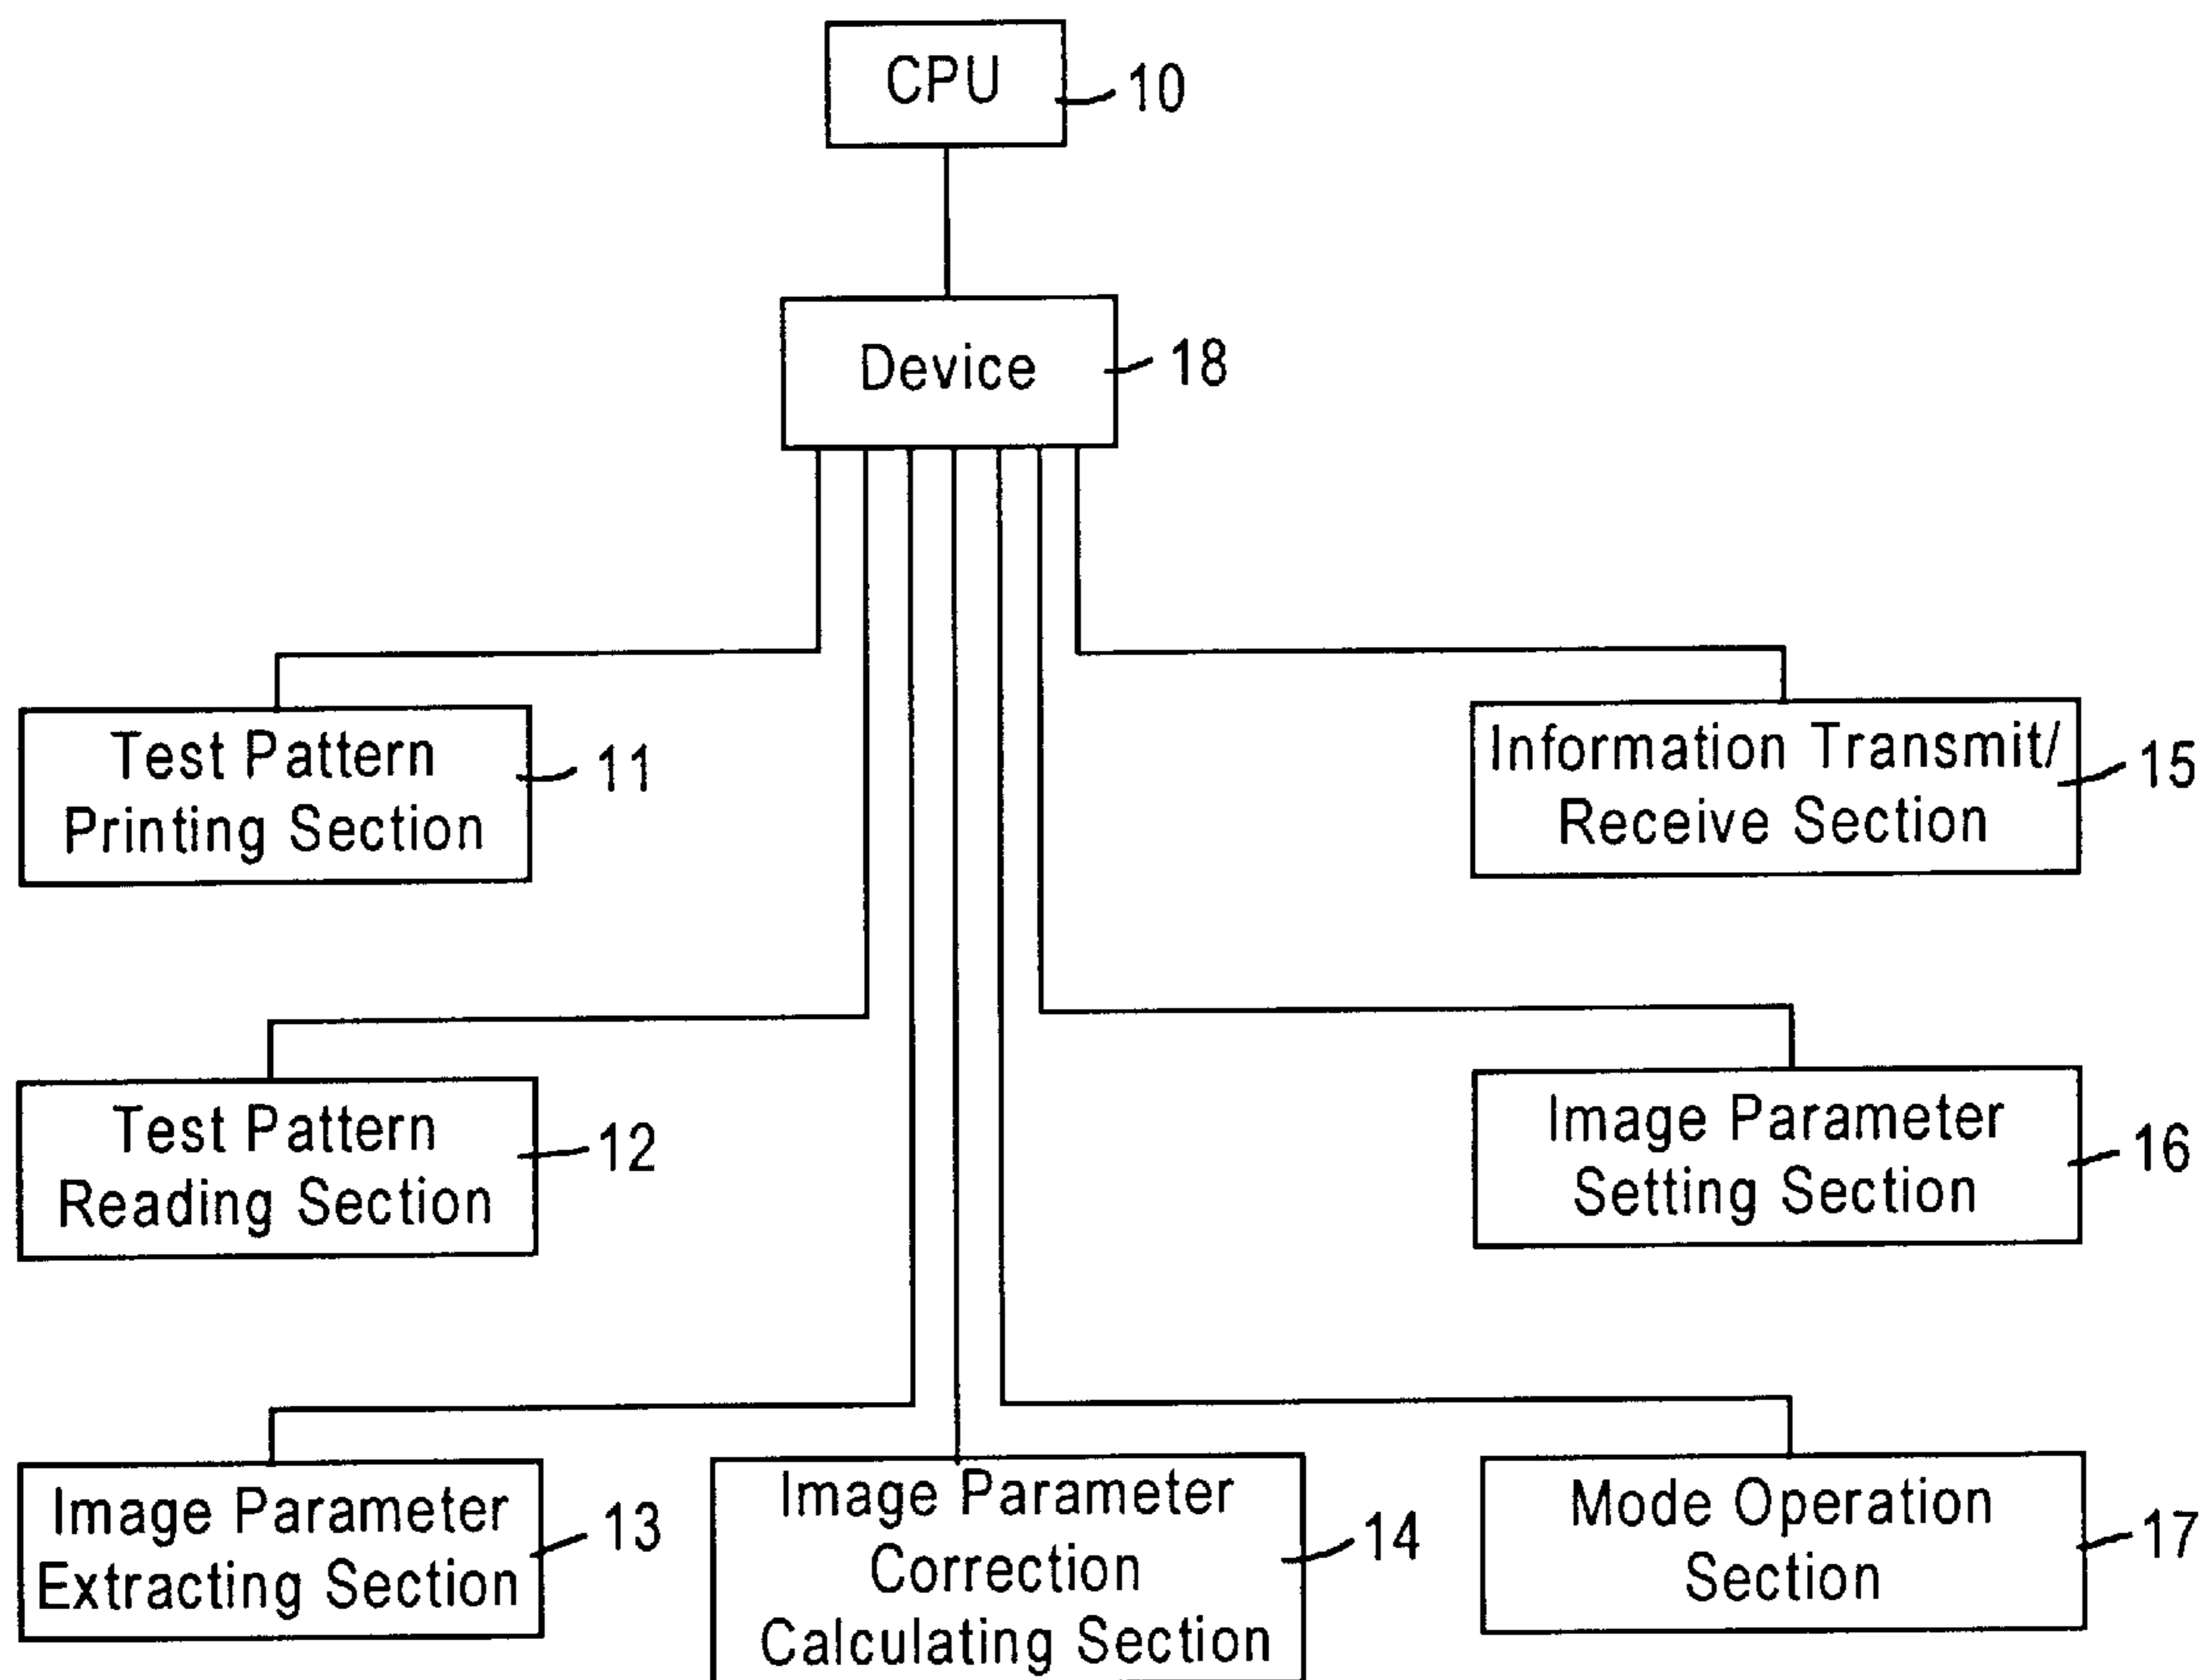 CPU
10
Device
18
Test Pattern
Printing Section
11
Information Transmit/
Receive Section
15
Test Pattern
Reading Section
12
Image Parameter
Setting Section
16
Image Parameter
Extracting Section
13
Image Parameter
Correction
Calculating Section
14
Mode Operation
Section
17